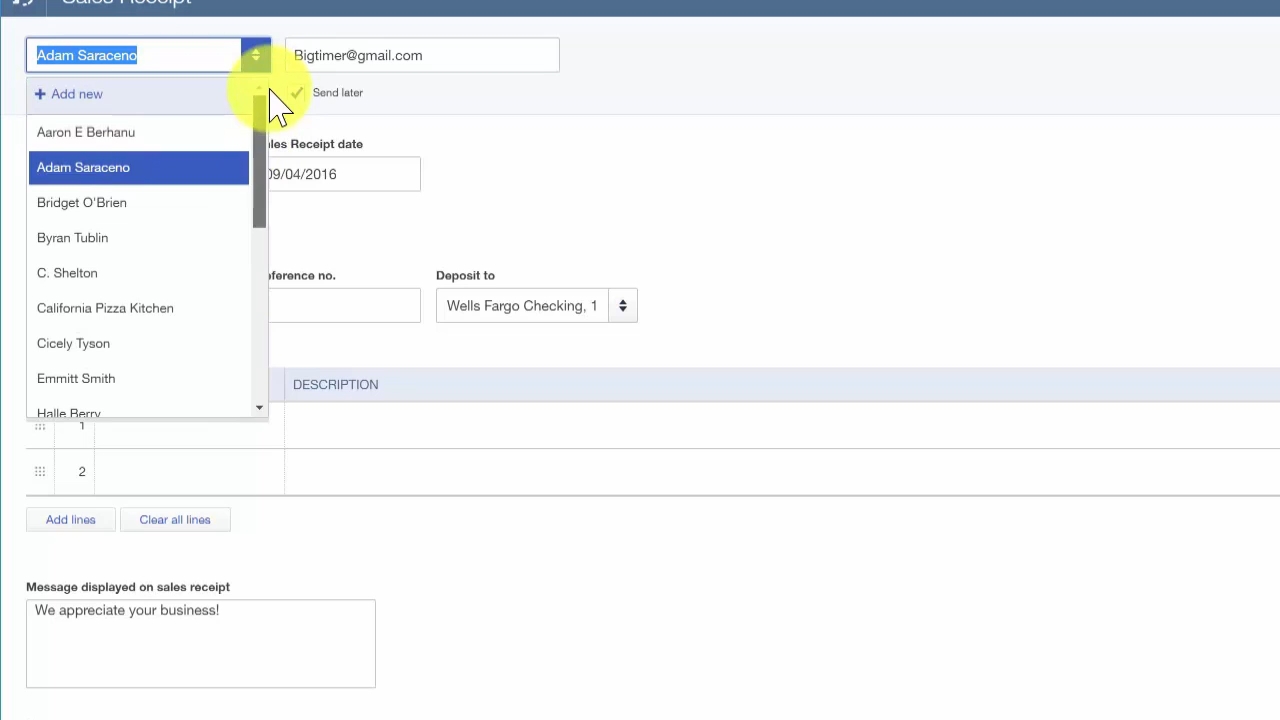 Sales Receipt
Adam Saraceno
Bigtimer@gmail.com
+ Add new
Send later
Aaron E Berhanu
Adam Saraceno
Bridget O'Brien
Byran Tublin
C. Shelton
California Pizza Kitchen
Cicely Tyson
Emmitt Smith
Halle Berry
ales Receipt date
09/04/2016
eference no.
Deposit to
Wells Fargo Checking, 1
DESCRIPTION
1
2
Add lines
Clear all lines
Message displayed on sales receipt
We appreciate your business!